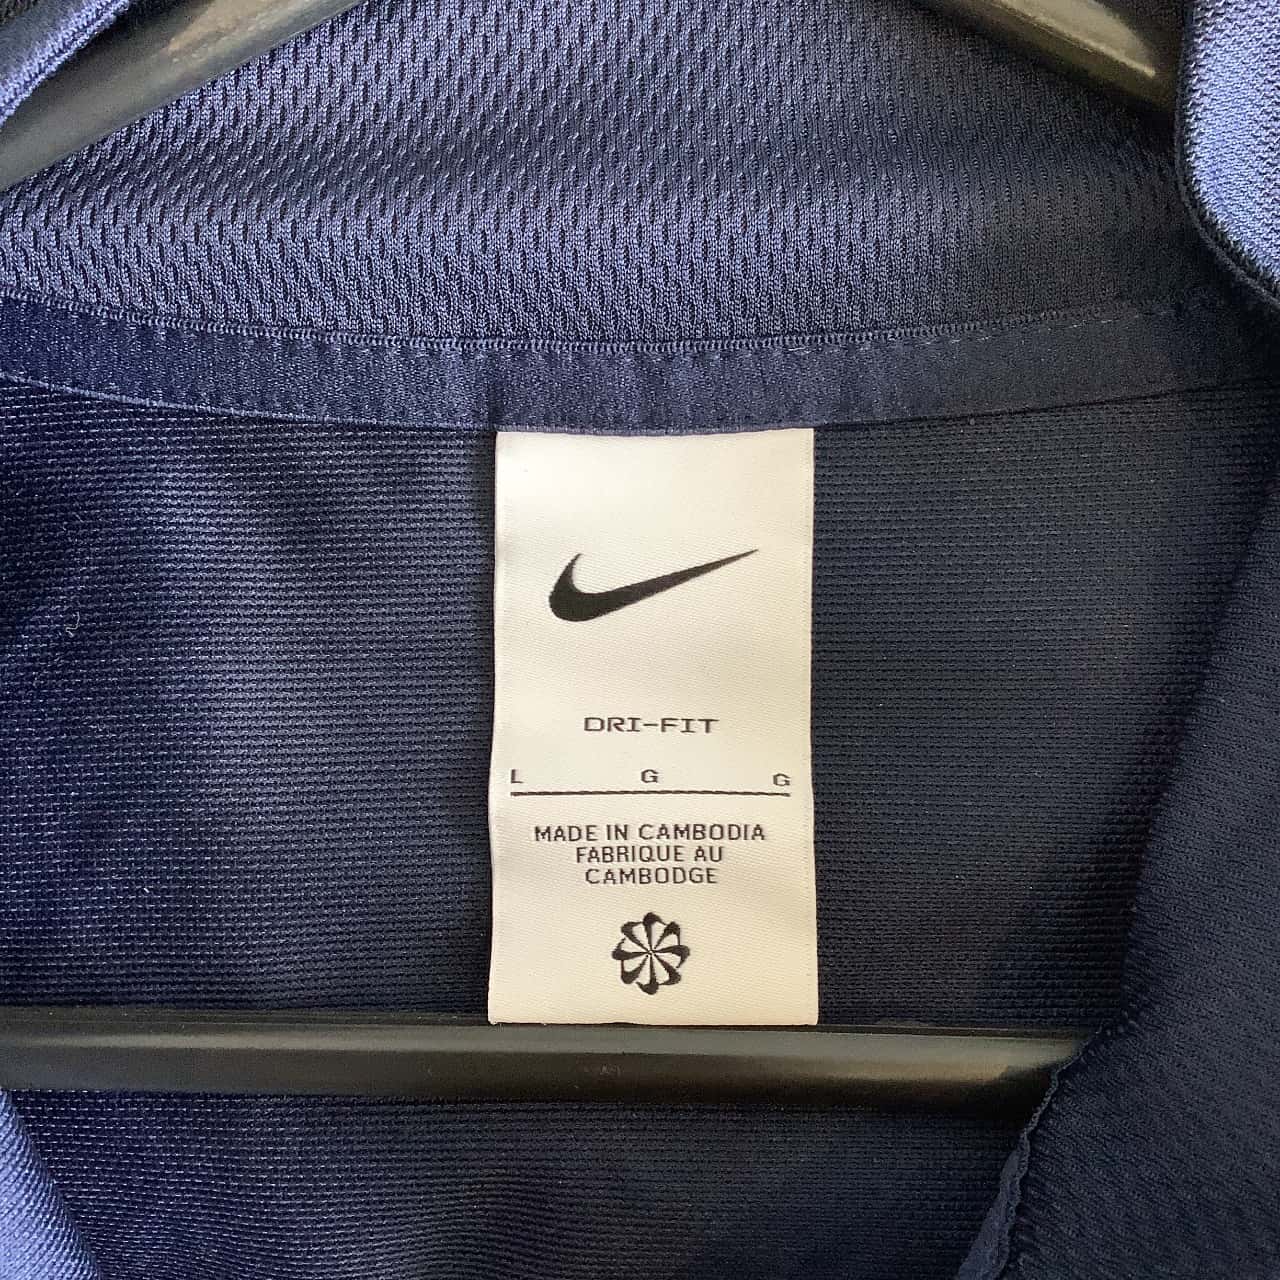 DRI-FIT
L G G
MADE IN CAMBODIA
FABRIQUE AU
CAMBODGE